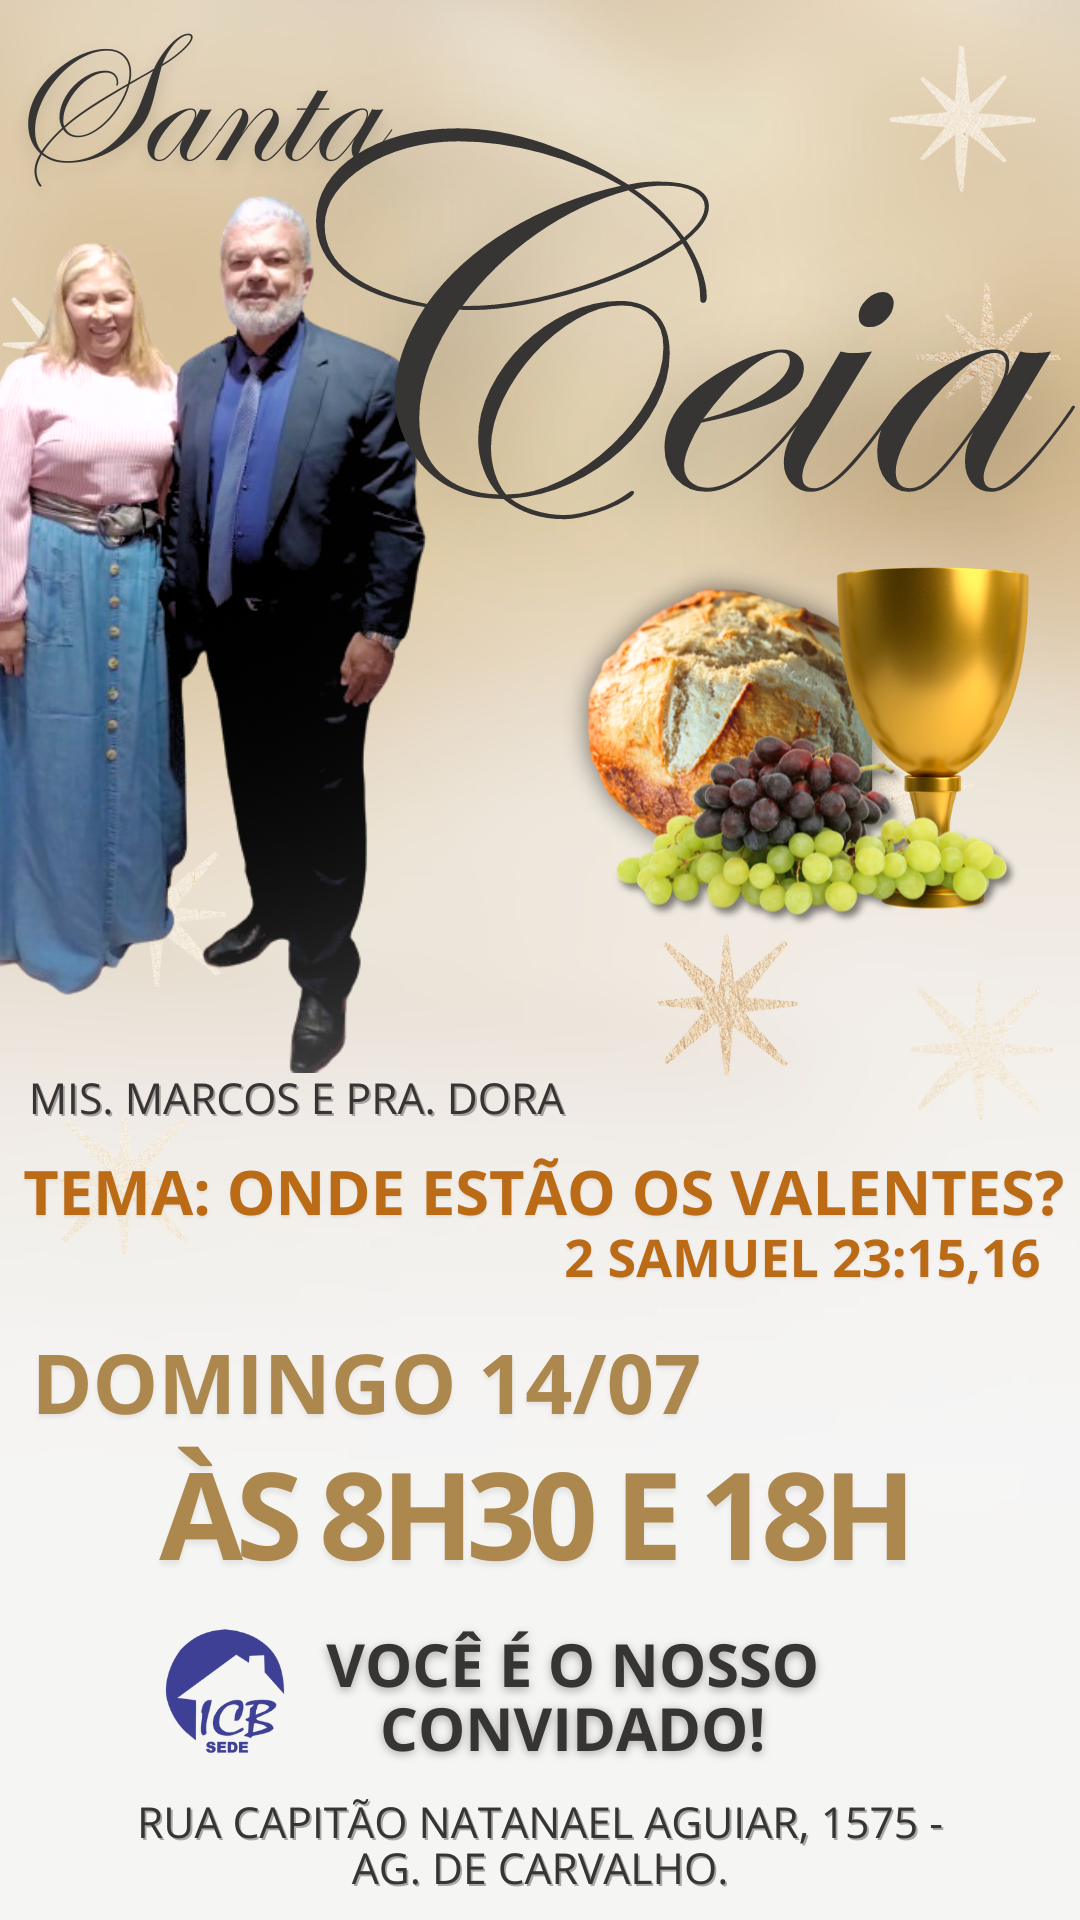 Santa
Ceia
MIS. MARCOS E PRA. DORA
TEMA: ONDE ESTÃO OS VALENTES?
2 SAMUEL 23:15,16
DOMINGO 14/07
ÀS 8H30 E 18H
ICB
SEDE
VOCÊ É O NOSSO
CONVIDADO!
RUA CAPITÃO NATANAEL AGUIAR, 1575 -
AG. DE CARVALHO.